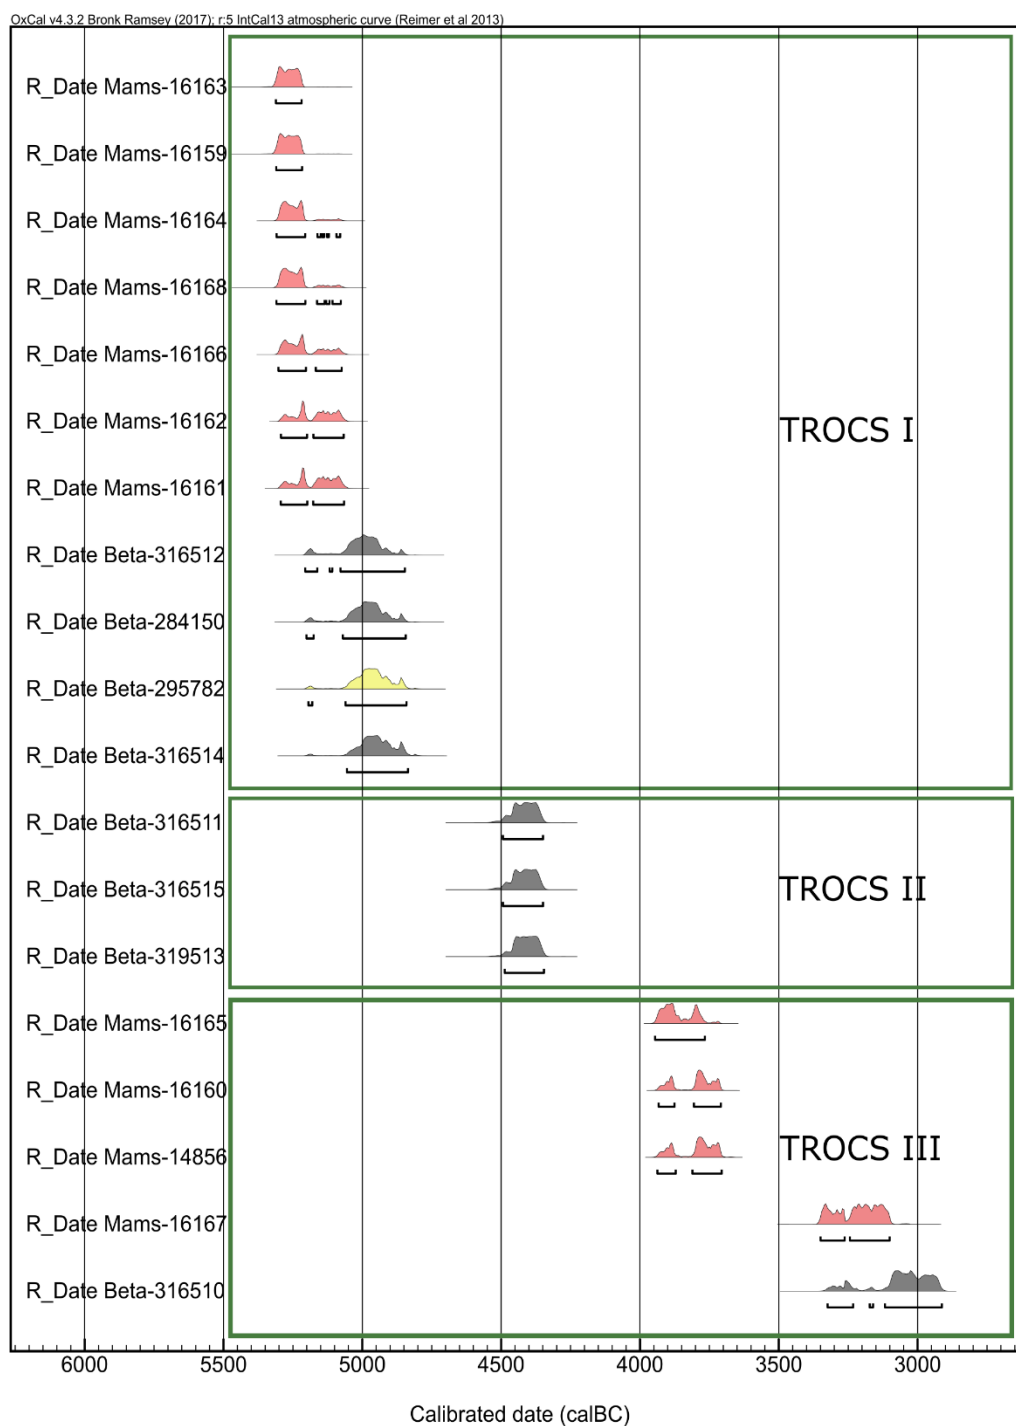 OxCal v4.3.2 Bronk Ramsey (2017); r:5 IntCal13 atmospheric curve (Reimer et al 2013)
R_Date Mams-16163
R_Date Mams-16159
R_Date Mams-16164
R_Date Mams-16168
R_Date Mams-16166
R_Date Mams-16162
TROCS I
R_Date Mams-16161
R_Date Beta-316512
R_Date Beta-284150
R_Date Beta-295782
R_Date Beta-316514
R_Date Beta-316511
R_Date Beta-316515
TROCS II
R_Date Beta-319513
R_Date Mams-16165
R_Date Mams-16160
R_Date Mams-14856
TROCS III
R_Date Mams-16167
R_Date Beta-316510
6000 5500 5000 4500 4000 3500 3000
Calibrated date (calBC)